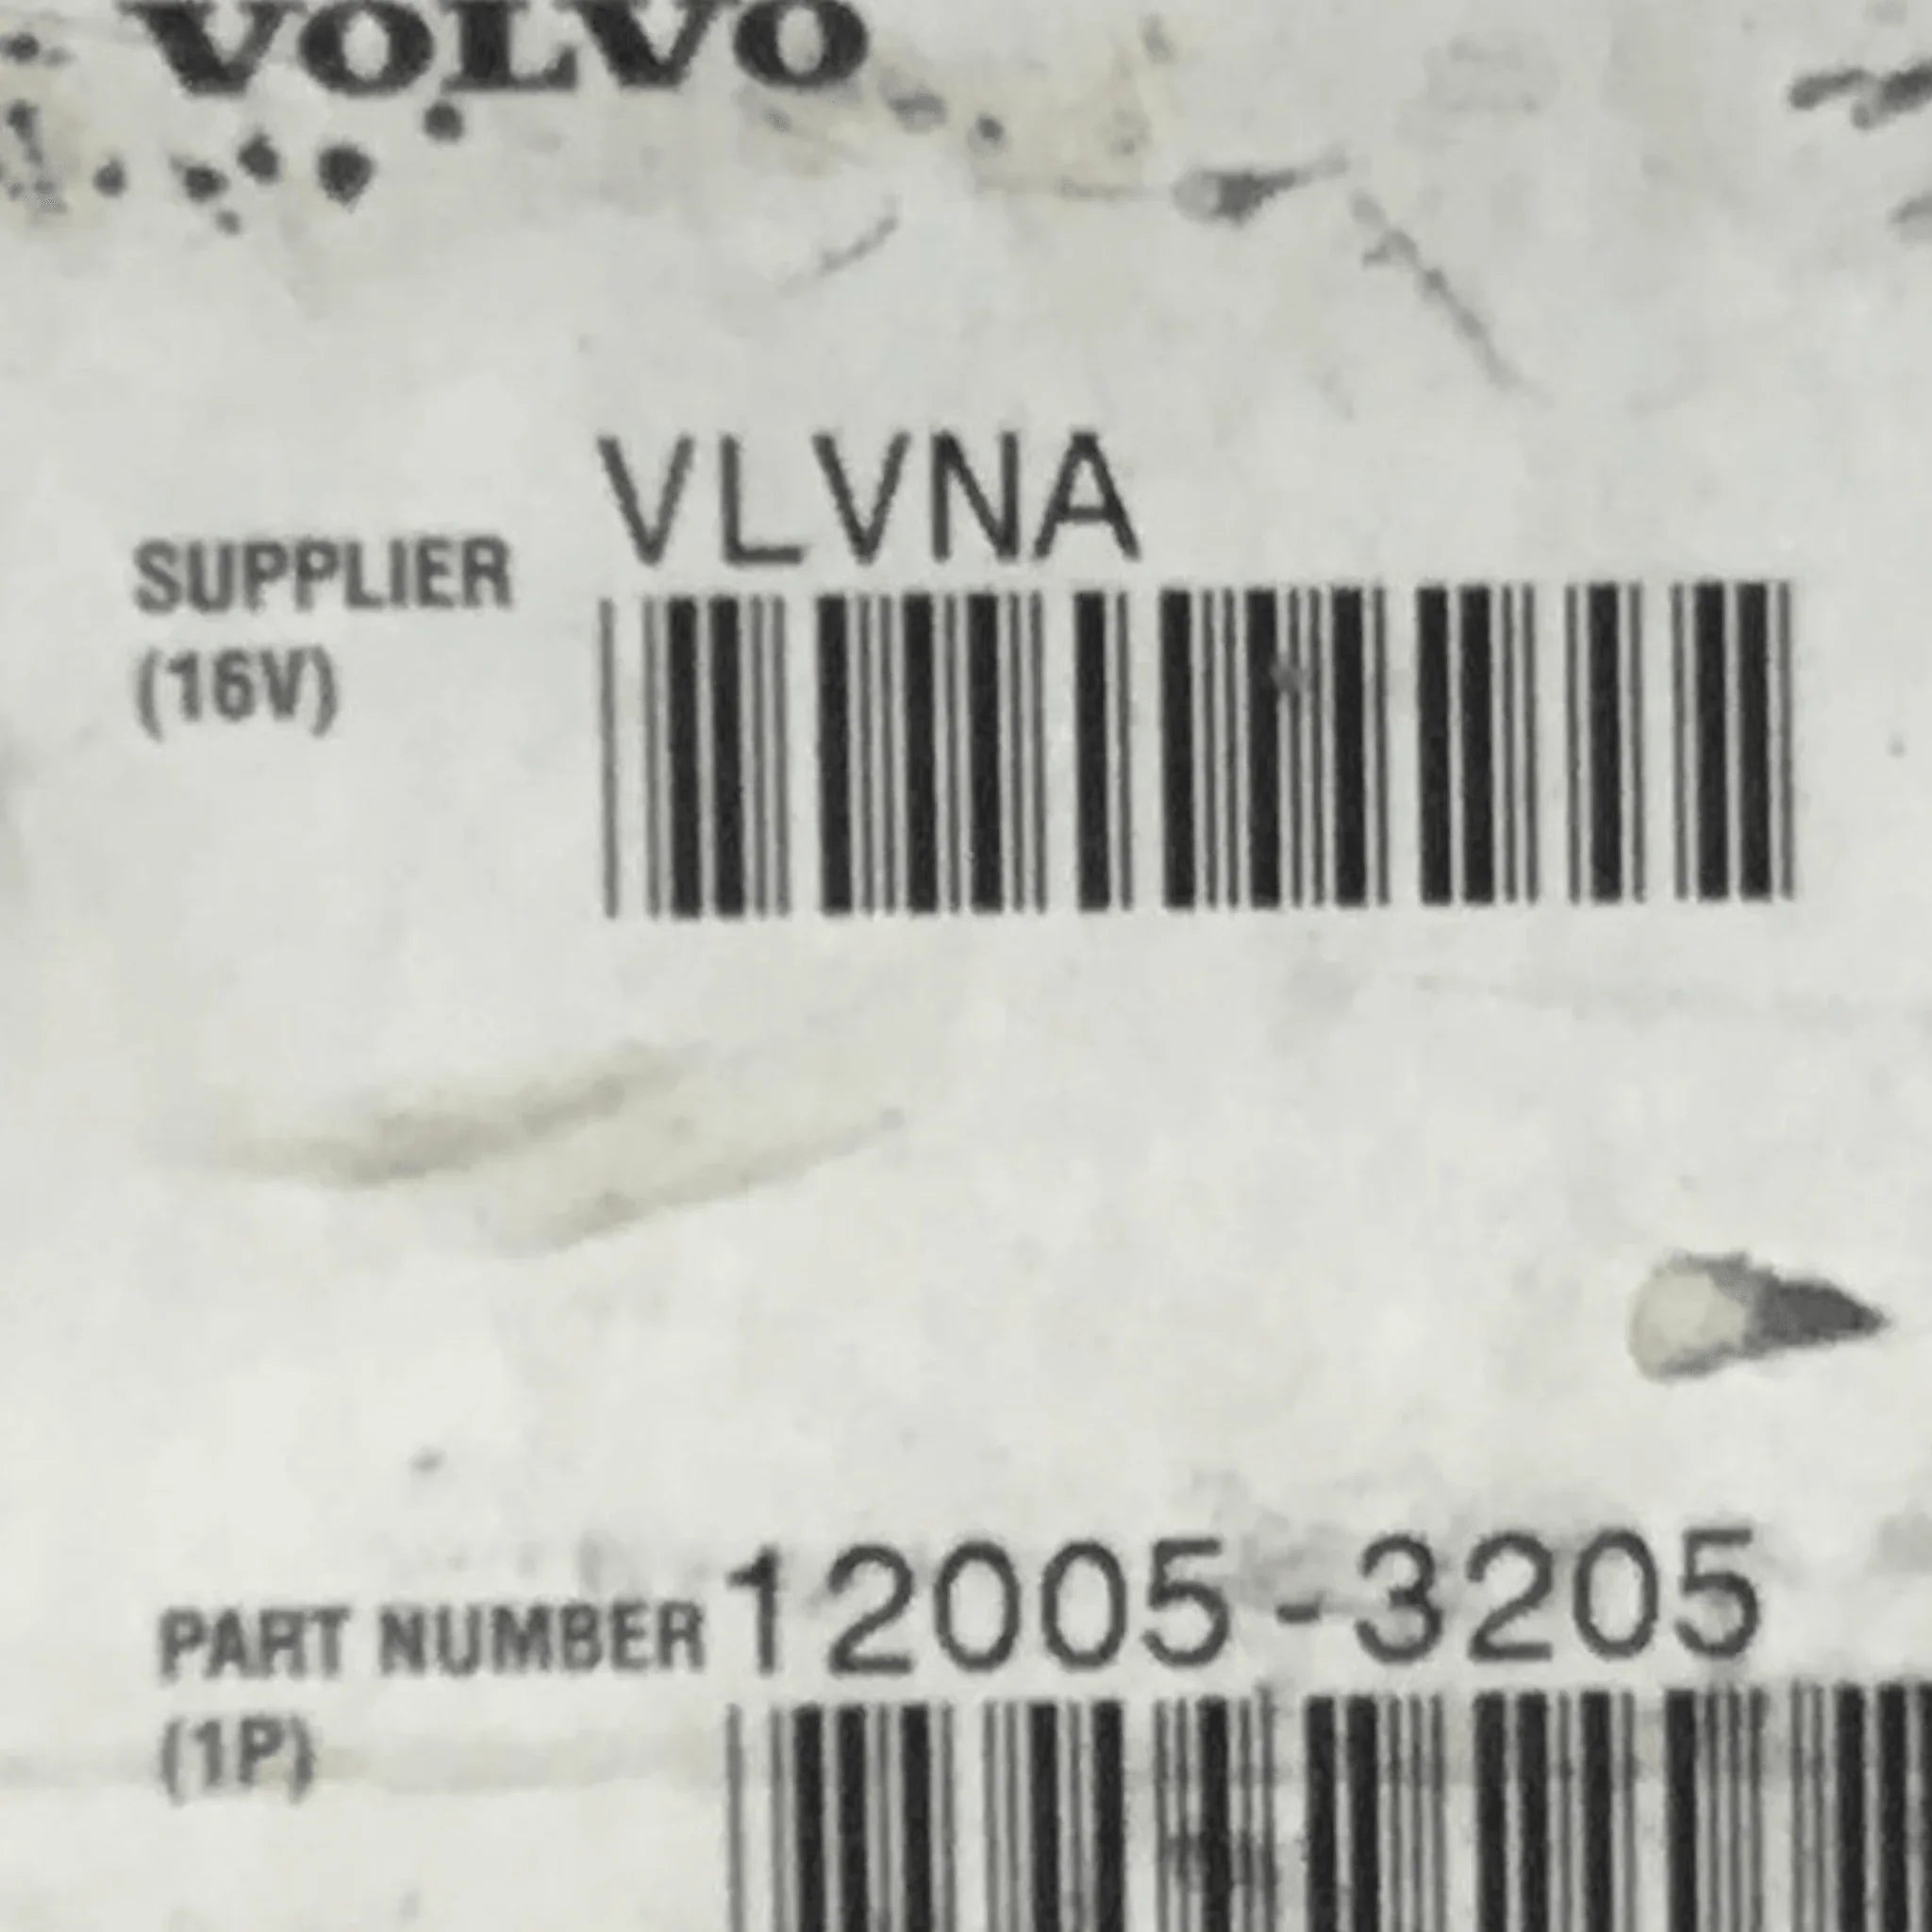 VOLVO
VLVNA
SUPPLIER
(16V)
PART NUMBER 12005-3205
(1P)